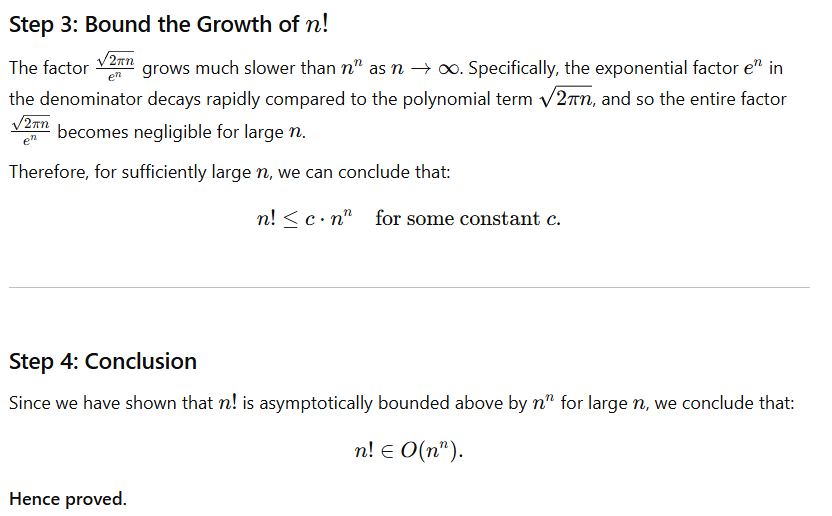 Step 3: Bound the Growth of $n!$
The factor $\frac{\sqrt{2\pi n}}{e^n}$ grows much slower than $n^n$ as $n \to \infty$. Specifically, the exponential factor $e^n$ in
the denominator decays rapidly compared to the polynomial term $\sqrt{2\pi n}$, and so the entire factor
$\frac{\sqrt{2\pi n}}{e^n}$ becomes negligible for large $n$.
Therefore, for sufficiently large $n$, we can conclude that:
$n! \leq c \cdot n^n$ for some constant $c$.
Step 4: Conclusion
Since we have shown that $n!$ is asymptotically bounded above by $n^n$ for large $n$, we conclude that:
$n! \in O(n^n)$.
Hence proved.